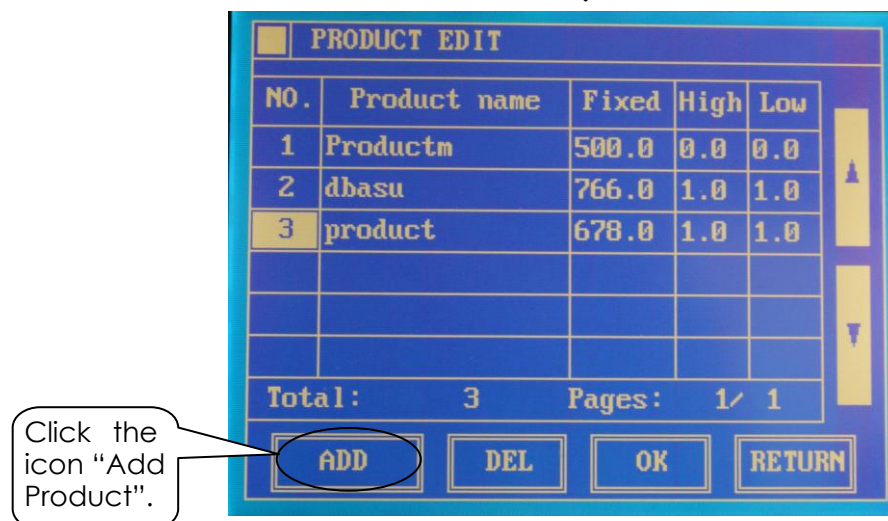 PRODUCT EDIT
NO. Product name Fixed High Low
1 Productm 500.0 0.0 0.0
2 dbasu 766.0 1.0 1.0
3 product 678.0 1.0 1.0
Total: 3 Pages: 1/ 1
ADD DEL OK RETURN
Click the
icon “Add
Product”.